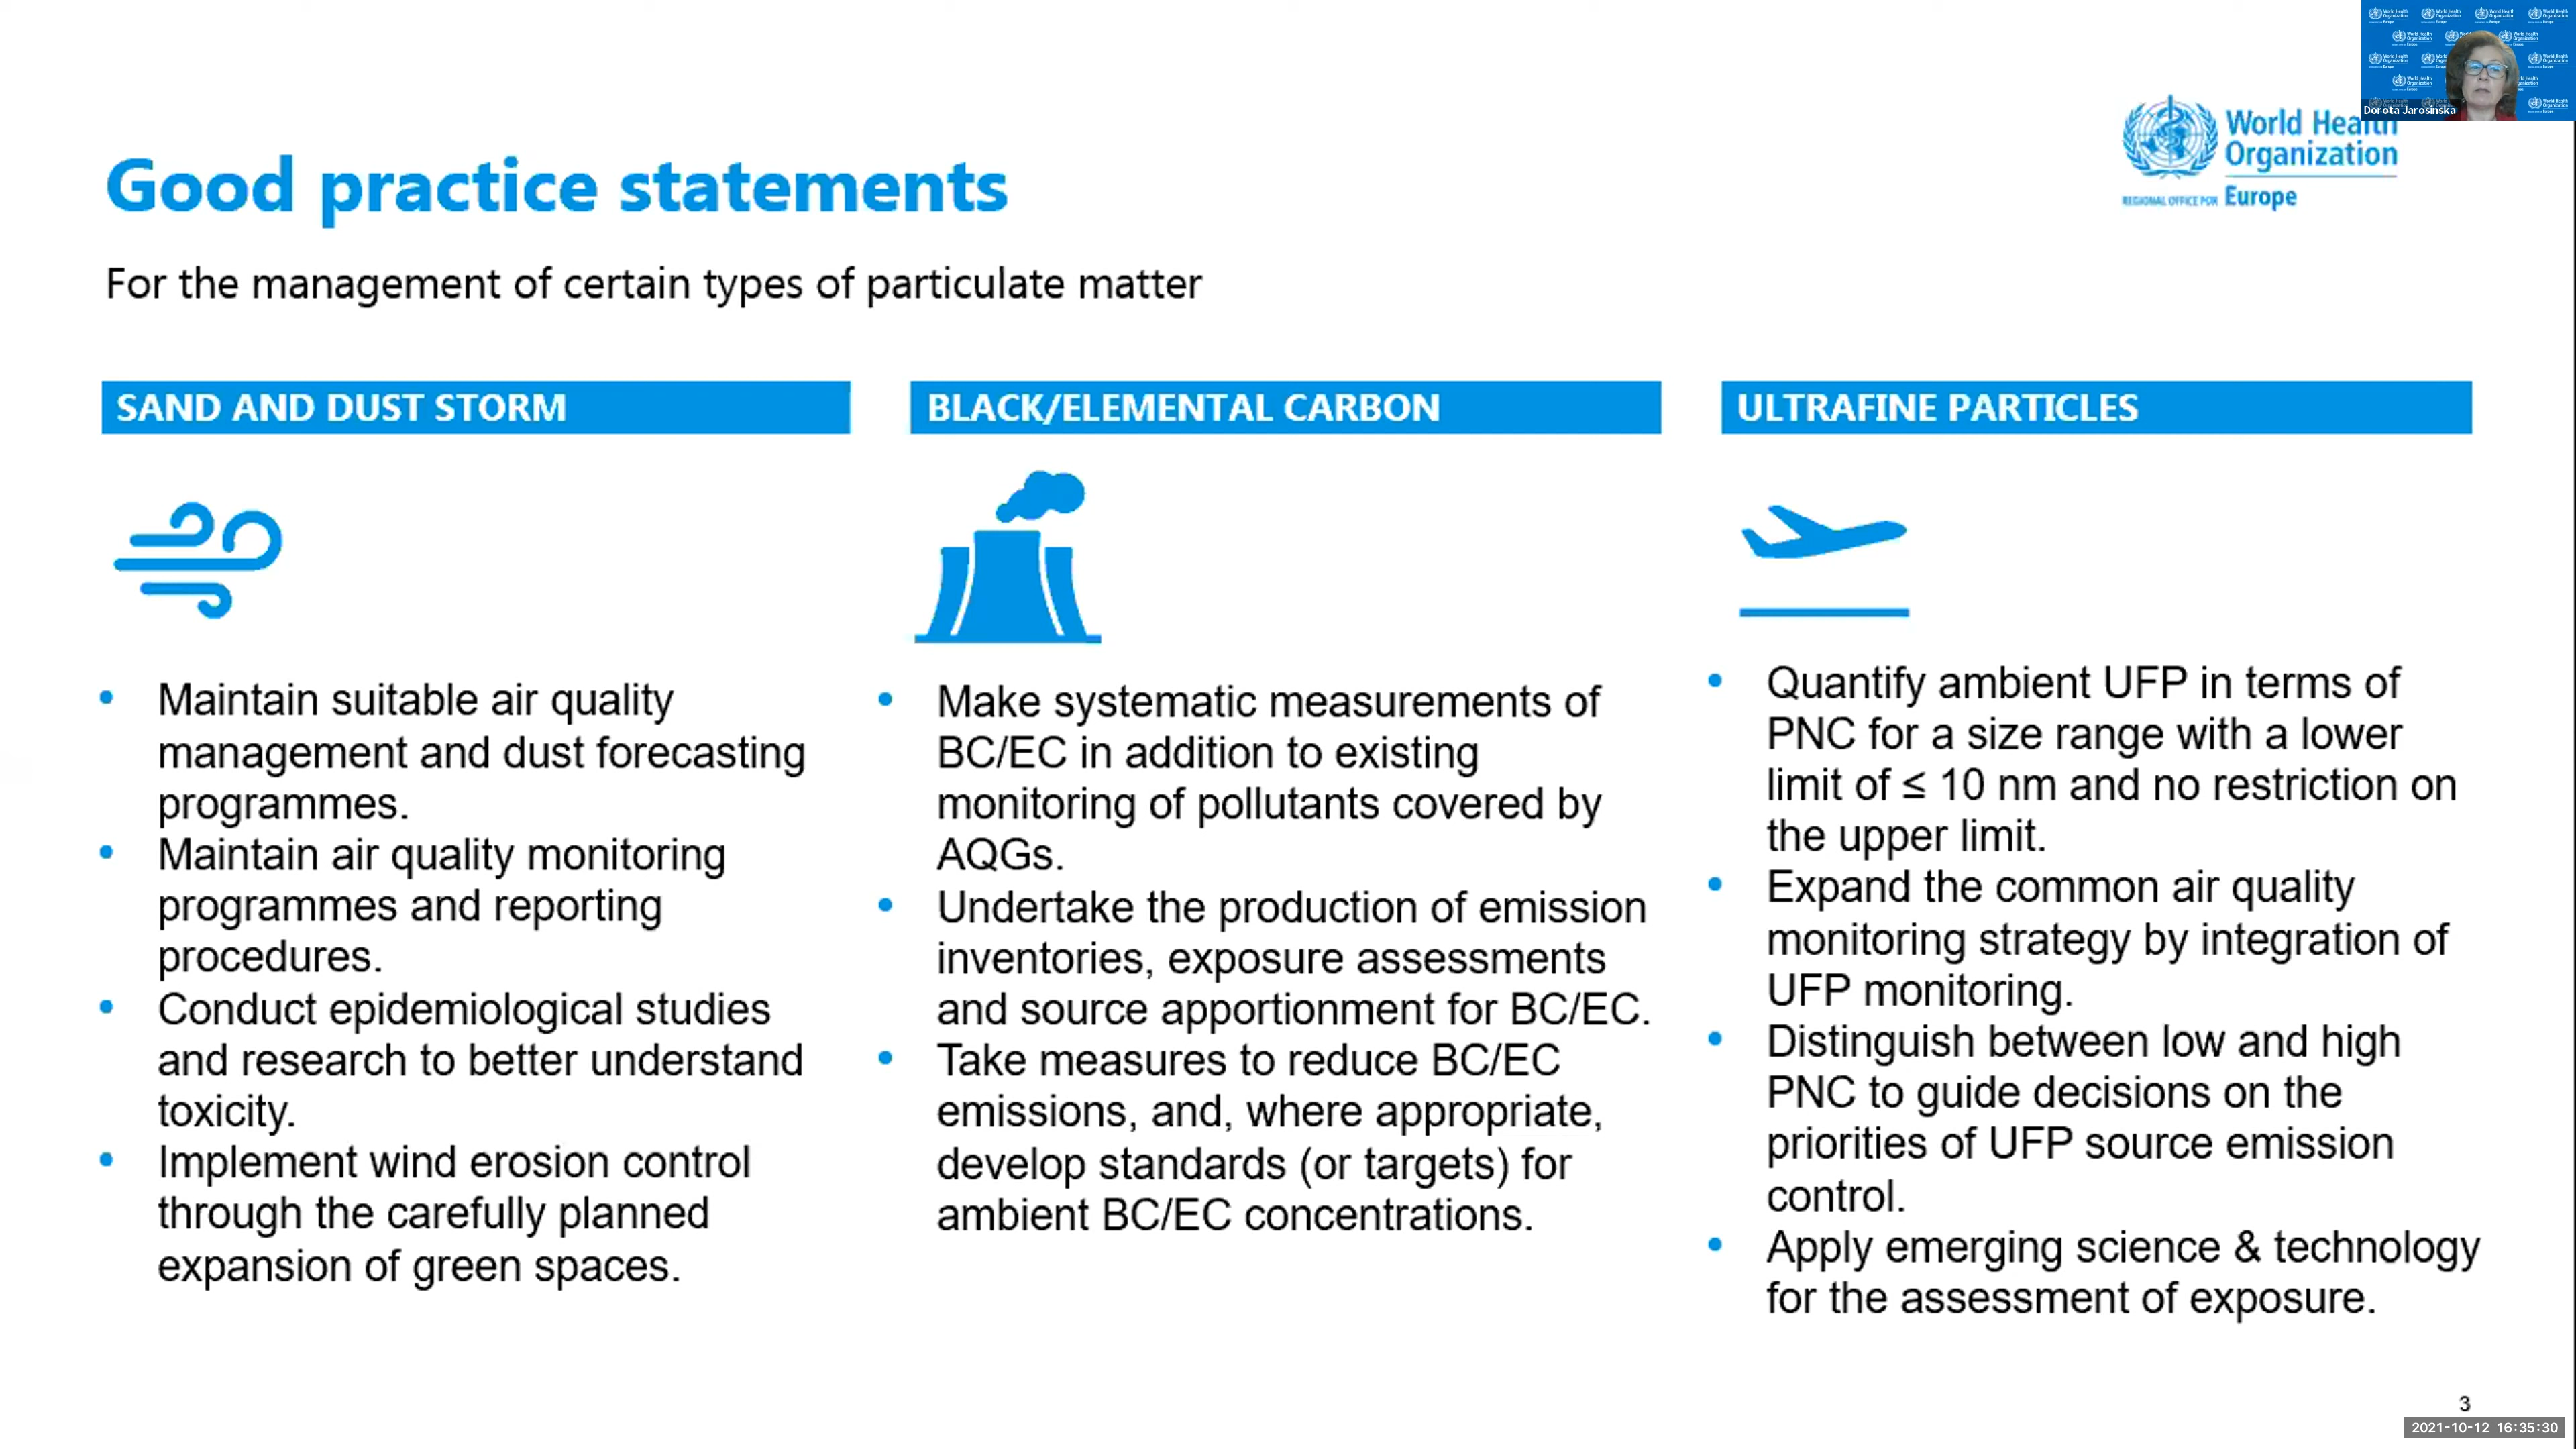 Dorota Jarosinska
World Health
Organization
REGIONAL OFFICE FOR Europe
Good practice statements
For the management of certain types of particulate matter
SAND AND DUST STORM
Maintain suitable air quality
management and dust forecasting
programmes.
Maintain air quality monitoring
programmes and reporting
procedures.
Conduct epidemiological studies
and research to better understand
toxicity.
Implement wind erosion control
through the carefully planned
expansion of green spaces.
BLACK/ELEMENTAL CARBON
Make systematic measurements of
BC/EC in addition to existing
monitoring of pollutants covered by
AQGs.
Undertake the production of emission
inventories, exposure assessments
and source apportionment for BC/EC.
Take measures to reduce BC/EC
emissions, and, where appropriate,
develop standards (or targets) for
ambient BC/EC concentrations.
ULTRAFINE PARTICLES
Quantify ambient UFP in terms of
PNC for a size range with a lower
limit of ≤ 10 nm and no restriction on
the upper limit.
Expand the common air quality
monitoring strategy by integration of
UFP monitoring.
Distinguish between low and high
PNC to guide decisions on the
priorities of UFP source emission
control.
Apply emerging science & technology
for the assessment of exposure.
3
2021-10-12 16:35:30